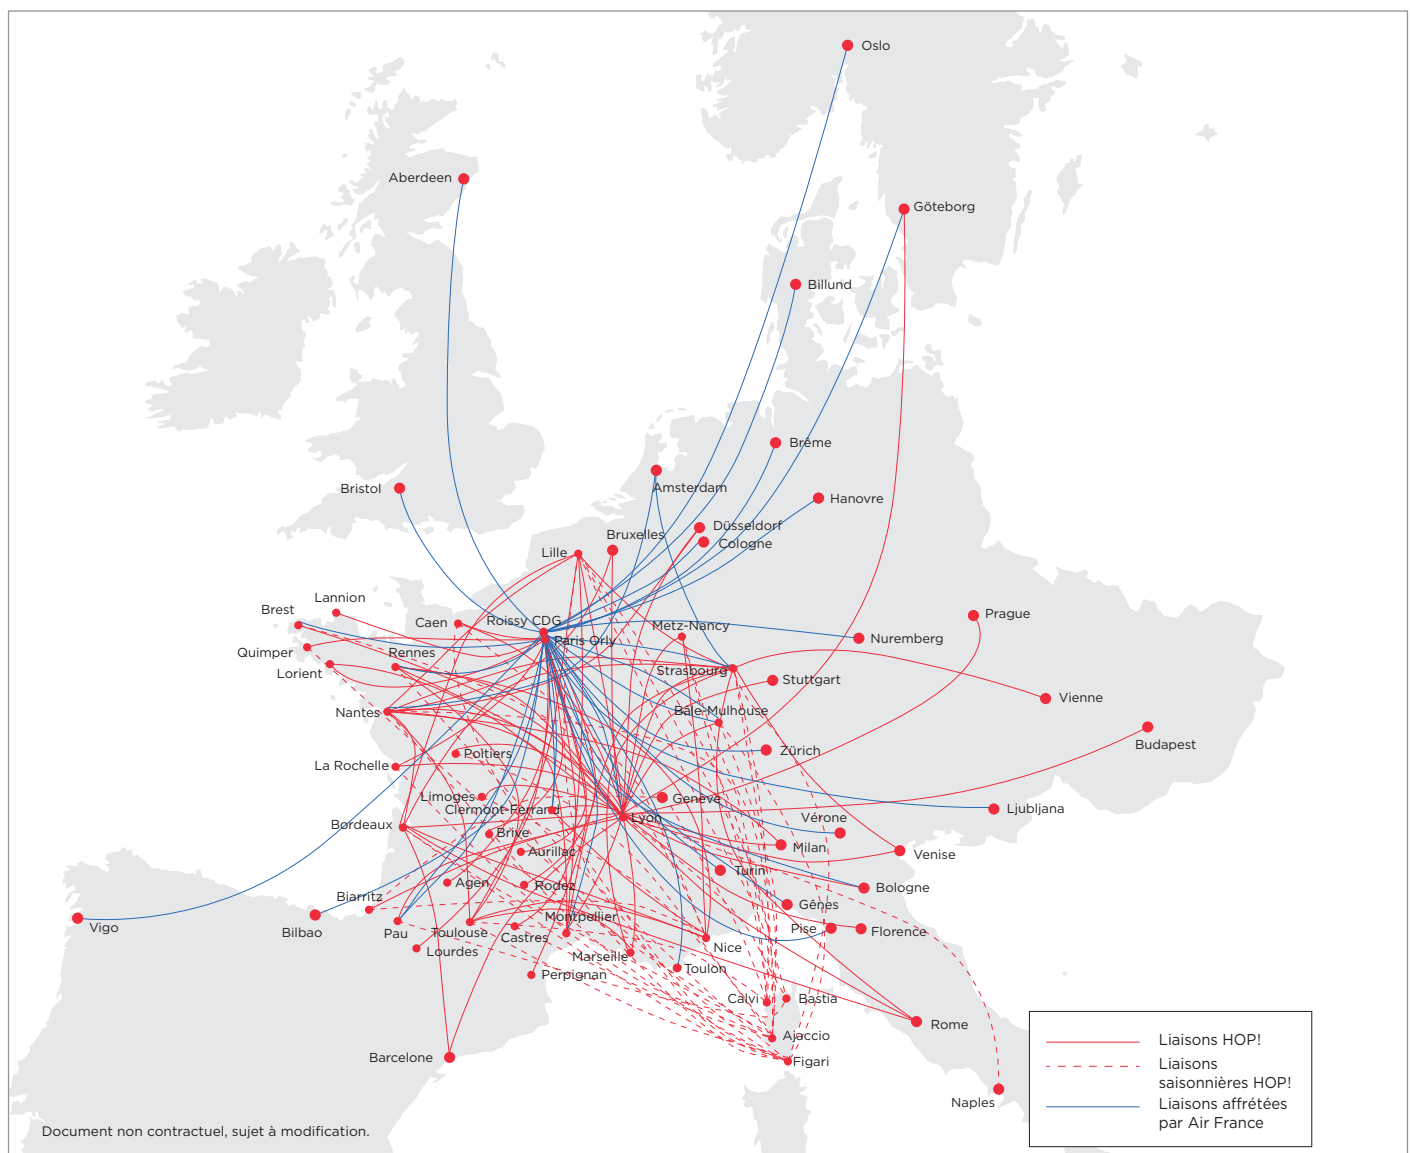 Oslo
Aberdeen
Göteborg
Billund
Brême
Bristol
Amsterdam
Hanovre
Düsseldorf
Bruxelles
Cologne
Lille
Lannion
Brest
Caen
Roissy CDG
Metz-Nancy
Prague
Paris Orly
Nuremberg
Quimper
Rennes
Lorient
Strasbourg
Stuttgart
Vienne
Nantes
Bâle-Mulhouse
Budapest
Poitiers
Zürich
La Rochelle
Limoges
Genève
Clermont-Ferrand
Ljubljana
Lyon
Vérone
Bordeaux
Brive
Milan
Venise
Aurillac
Turin
Agen
Rodez
Bologne
Biarritz
Gênes
Montpellier
Vigo
Bilbao
Pau
Toulouse
Castres
Pise
Florence
Nice
Lourdes
Marseille
Toulon
Perpignan
Calvi
Bastia
Rome
Ajaccio
Barcelone
Figari
Naples
Liaisons HOP!
Liaisons
saisonnières HOP!
Liaisons affrétées
par Air France
Document non contractuel, sujet à modification.